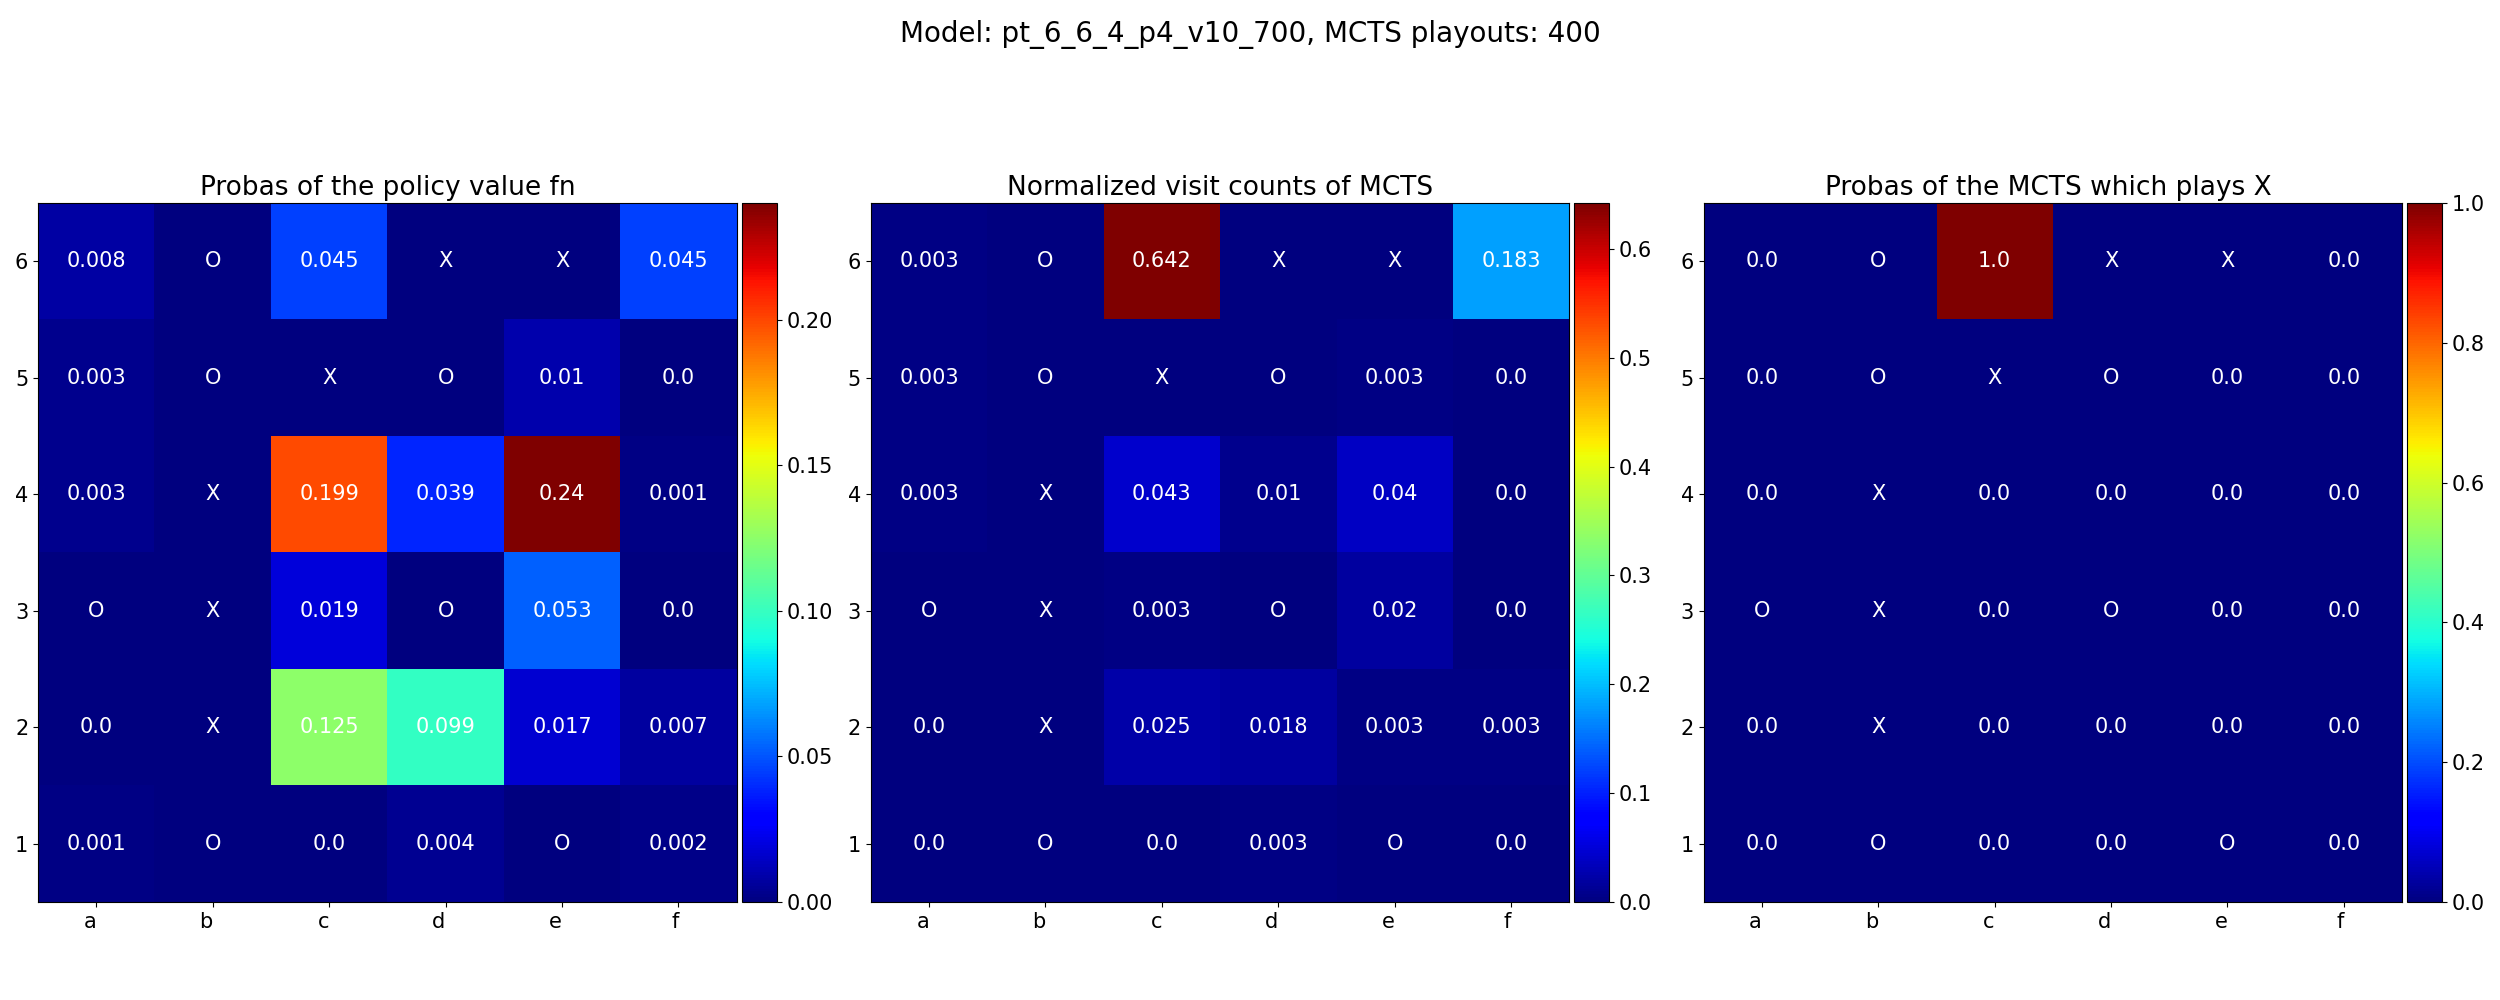 Model: pt_6_6_4_p4_v10_700, MCTS playouts: 400
Probas of the policy value fn
6 0.008 O 0.045 X X 0.045
5 0.003 O X O 0.01 0.0
4 0.003 X 0.199 0.039 0.24 0.001
3 O X 0.019 O 0.053 0.0
2 0.0 X 0.125 0.099 0.017 0.007
1 0.001 O 0.0 0.004 O 0.002
a b c d e f
0.20
0.15
0.10
0.05
0.00
Normalized visit counts of MCTS
6 0.003 O 0.642 X X 0.183
5 0.003 O X O 0.003 0.0
4 0.003 X 0.043 0.01 0.04 0.0
3 O X 0.003 O 0.02 0.0
2 0.0 X 0.025 0.018 0.003 0.003
1 0.0 O 0.0 0.003 O 0.0
a b c d e f
0.6
0.5
0.4
0.3
0.2
0.1
0.0
Probas of the MCTS which plays X
6 0.0 O 1.0 X X 0.0
5 0.0 O X O 0.0 0.0
4 0.0 X 0.0 0.0 0.0 0.0
3 O X 0.0 O 0.0 0.0
2 0.0 X 0.0 0.0 0.0 0.0
1 0.0 O 0.0 0.0 O 0.0
a b c d e f
1.0
0.8
0.6
0.4
0.2
0.0